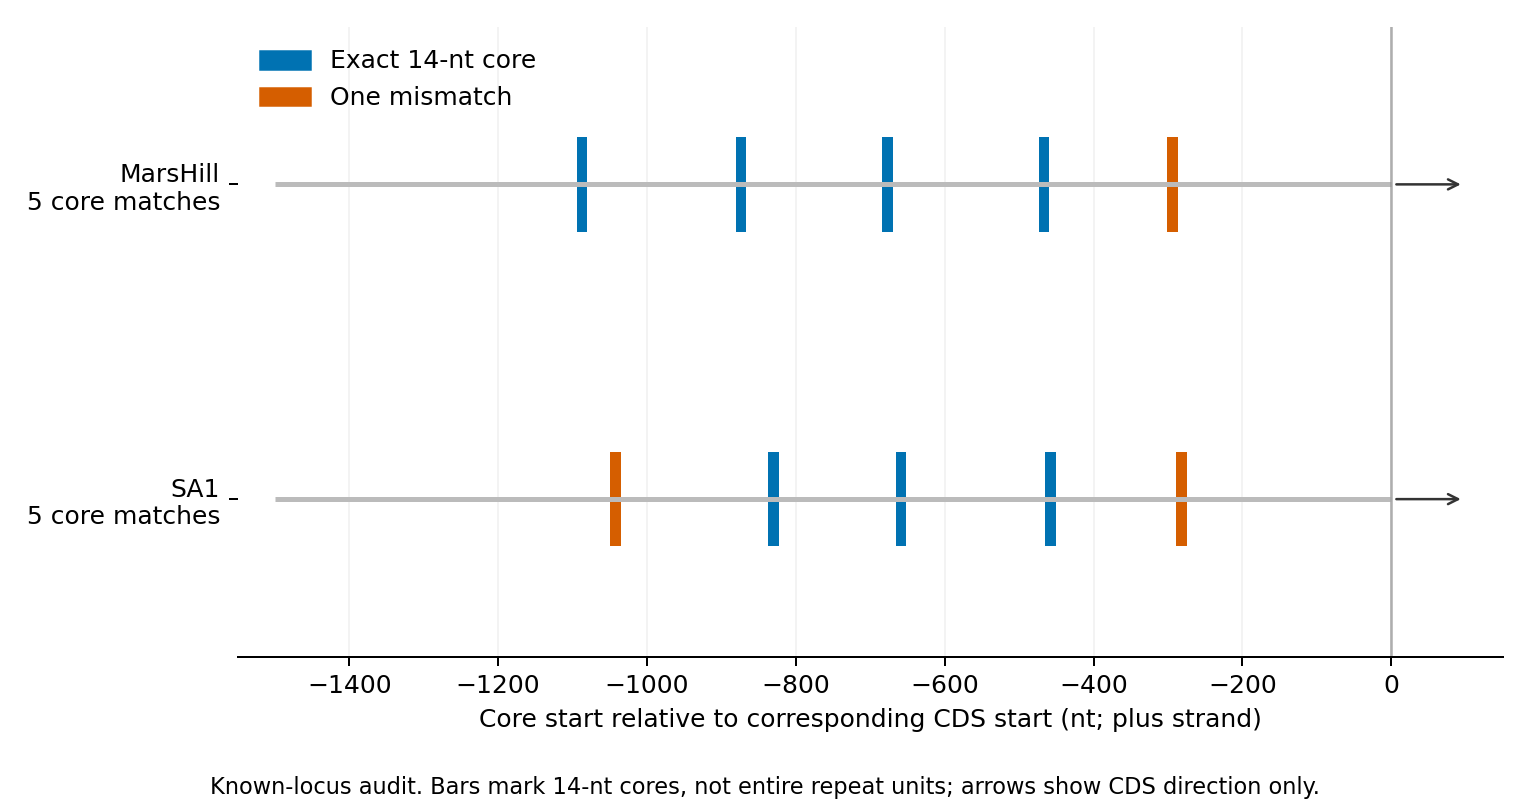 Exact 14-nt core
One mismatch
MarsHill
5 core matches
SA1
5 core matches
−1400 −1200 −1000 −800 −600 −400 −200 0
Core start relative to corresponding CDS start (nt; plus strand)
Known-locus audit. Bars mark 14-nt cores, not entire repeat units; arrows show CDS direction only.